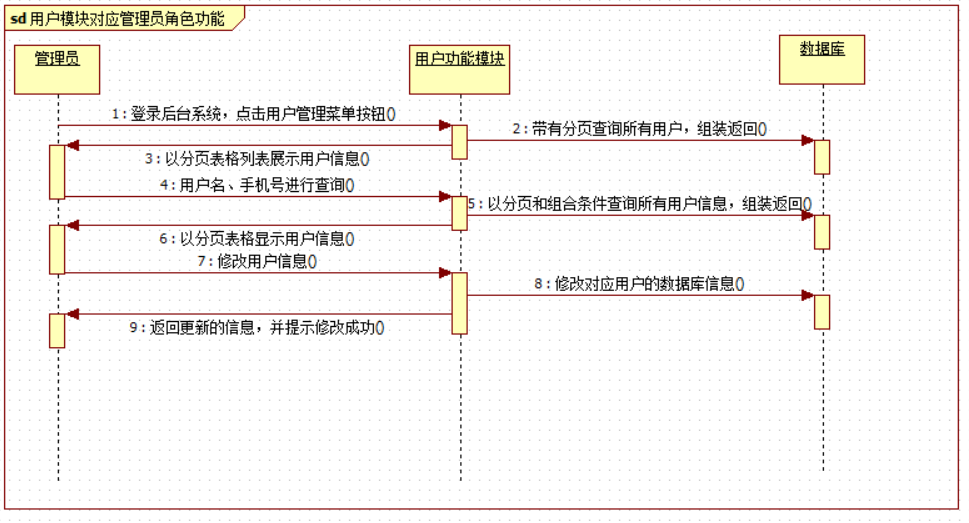 sd 用户模块对应管理员角色功能
管理员
用户功能模块
数据库
1 : 登录后台系统，点击用户管理菜单按钮()
2 : 带有分页查询所有用户，组装返回()
3 : 以分页表格列表展示用户信息()
4 : 用户名、手机号进行查询()
5 : 以分页和组合条件查询所有用户信息，组装返回()
6 : 以分页表格显示用户信息()
7 : 修改用户信息()
8 : 修改对应用户的数据库信息()
9 : 返回更新的信息，并提示修改成功()